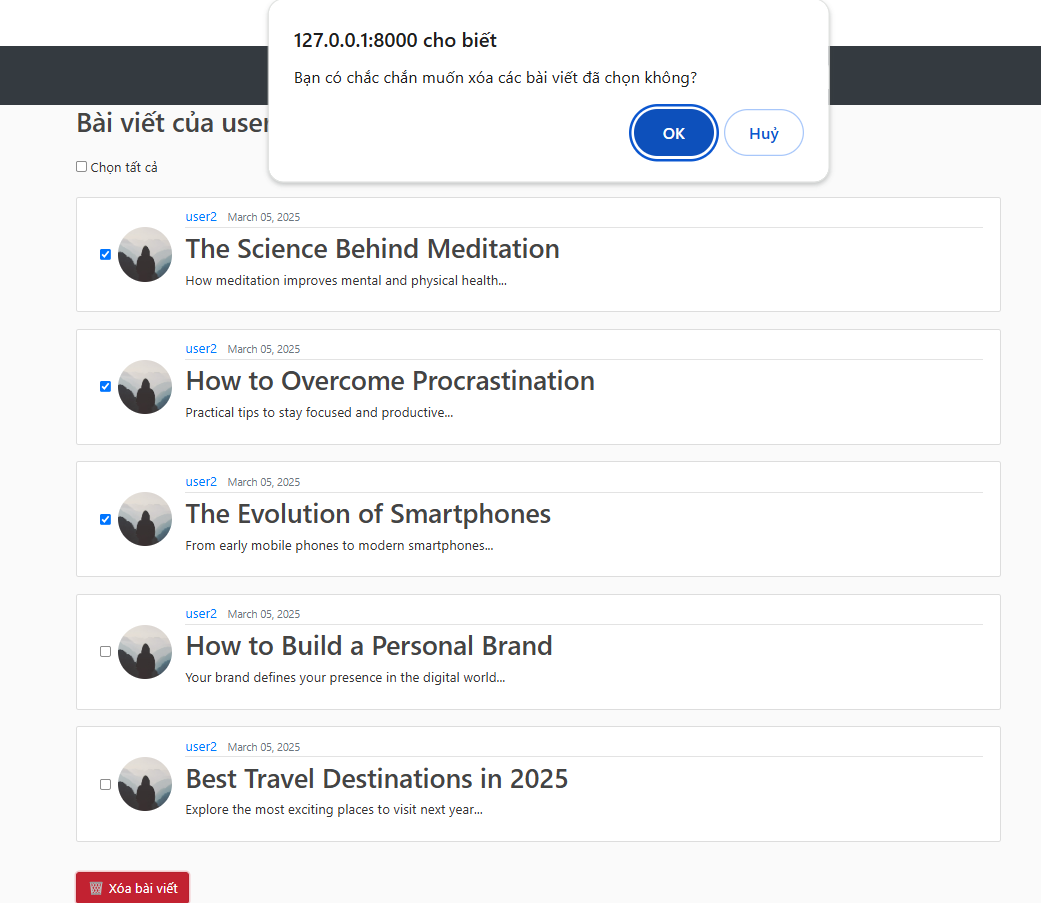 127.0.0.1:8000 cho biết
Bạn có chắc chắn muốn xóa các bài viết đã chọn không?
OK Huỷ
Bài viết của user
Chọn tất cả
user2 March 05, 2025
The Science Behind Meditation
How meditation improves mental and physical health...
user2 March 05, 2025
How to Overcome Procrastination
Practical tips to stay focused and productive...
user2 March 05, 2025
The Evolution of Smartphones
From early mobile phones to modern smartphones...
user2 March 05, 2025
How to Build a Personal Brand
Your brand defines your presence in the digital world...
user2 March 05, 2025
Best Travel Destinations in 2025
Explore the most exciting places to visit next year...
Xóa bài viết